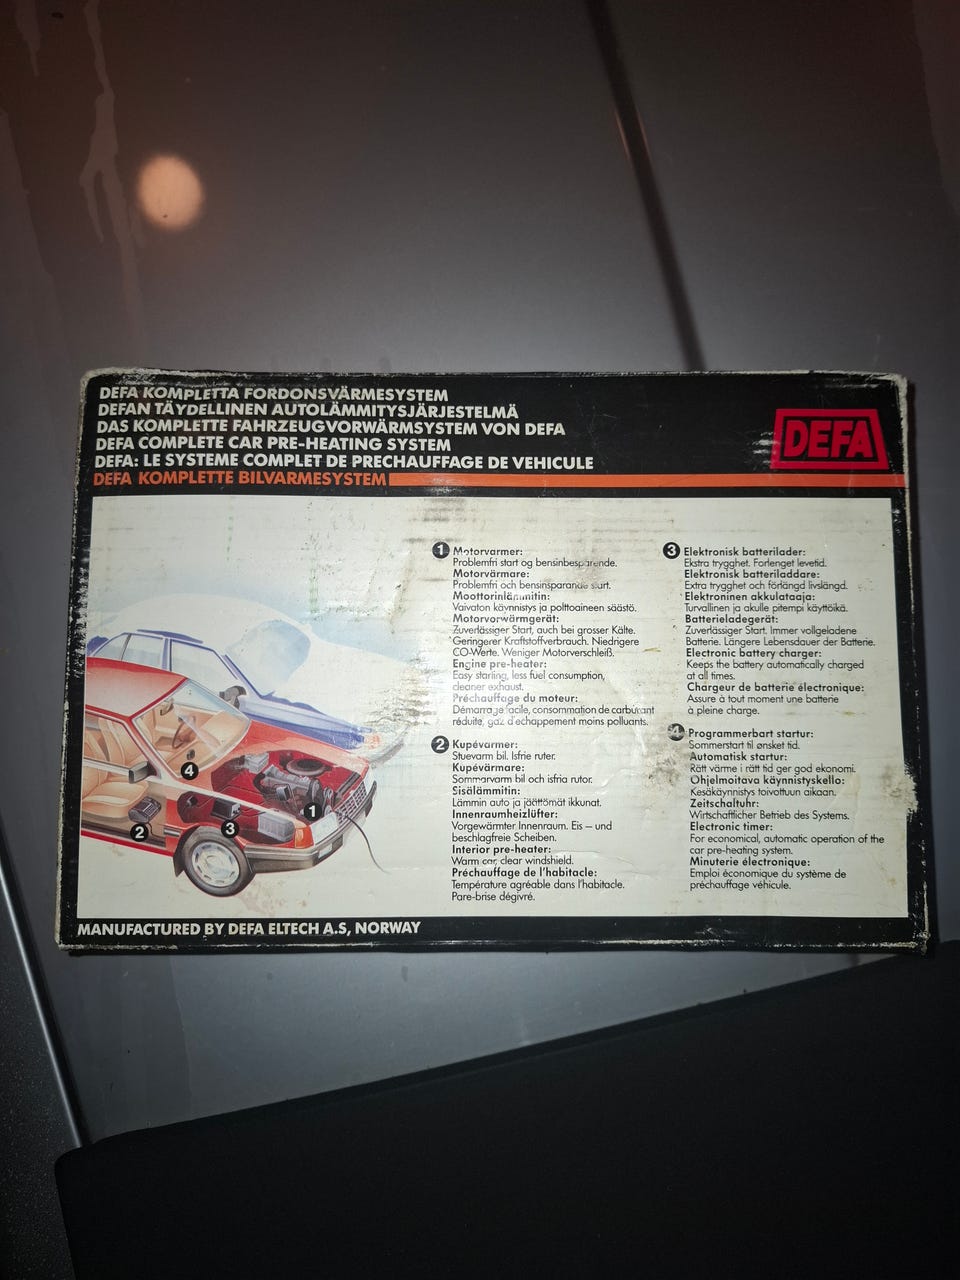 DEFA KOMPLETTA FORDONSVÄRMESYSTEM
DEFAN TÄYDELLINEN AUTOLÄMMITYSJÄRJESTELMÄ
DAS KOMPLETTE FAHRZEUGVORWÄRMSYSTEM VON DEFA
DEFA COMPLETE CAR PRE-HEATING SYSTEM
DEFA: LE SYSTEME COMPLET DE PRECHAUFFAGE DE VEHICULE
DEFA KOMPLETTE BILVARMESYSTEM
DEFA
1 Motorvarmer:
Problemfri start og bensinbesparende.
Motorvärmare:
Problemfri och bensinsparande start.
Moottorinlämmitin:
Vaivaton käynnistys ja polttoaineen säästö.
Motorvorwärmgerät:
Zuverlässiger Start, auch bei grosser Kälte.
Geringerer Kraftstoffverbrauch. Niedrigere
CO-Werte. Weniger Motorverschleiß.
Engine pre-heater:
Easy starling, less fuel consumption,
cleaner exhaust.
Préchauffage du moteur:
Démarrage facile, consommation de carburant
réduite, gaz d'echappement moins polluants.
2 Kupévarmer:
Stuevarm bil. Isfrie ruter.
Kupévärmare:
Sommarvarm bil och isfria rutor.
Sisälämitin:
Lämmin auto ja jäättömät ikkunat.
Innenraumheizlüfter:
Vorgewärmter Innenraum. Eis – und
beschlagfreie Scheiben.
Interior pre-heater:
Warm car, clear windshield.
Préchauffage de l'habitacle:
Température agréable dans l'habitacle.
Pare-brise dégivré.
3 Elektronisk batterilader:
Ekstra trygghet. Forlenget levetid.
Elektronisk batteriladdare:
Extra trygghet och förlängd livslängd.
Elektroninen akkulataaja:
Turvallinen ja akulle pitempi käyttöikä.
Batterieladegerät:
Zuverlässiger Start. Immer vollgeladene
Batterie. Längere Lebensdauer der Batterie.
Electronic battery charger:
Keeps the battery automatically charged
at all times.
Chargeur de batterie électronique:
Assure à tout moment une batterie
à pleine charge.
4 Programmerbart startur:
Sommerstart til ønsket tid.
Automatisk startur:
Rätt värme i rätt tid ger god ekonomi.
Ohjelmoitava käynnistyskello:
Kesäkäynnistys toivottuun aikaan.
Zeitschaltuhr:
Wirtschaftlicher Betrieb des Systems.
Electronic timer:
For economical, automatic operation of the
car pre-heating system.
Minuterie électronique:
Emploi économique du système de
préchauffage véhicule.
4
1
3
2
MANUFACTURED BY DEFA ELTECH A.S, NORWAY